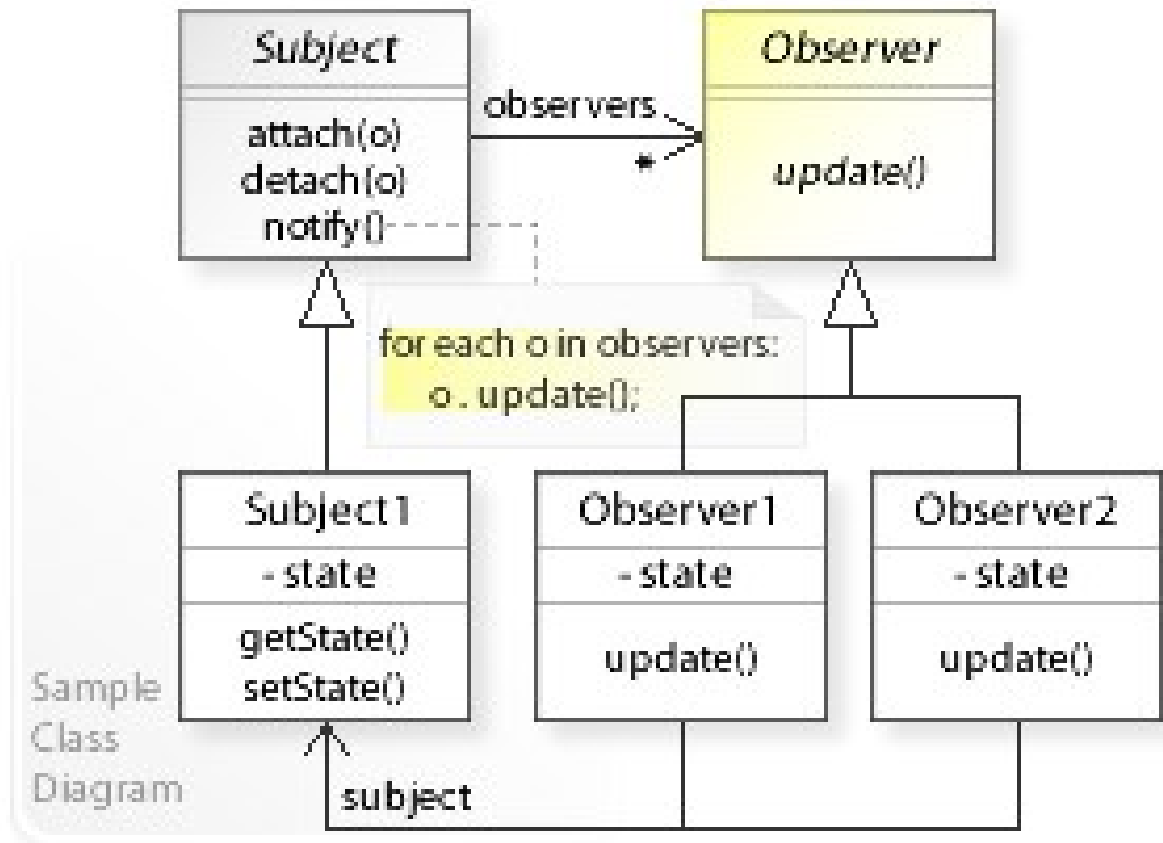 Subject
attach(o)
detach(o)
notify()
observers
*
Observer
update()
for each o in observers:
o . update();
Subject1
- state
getState()
setState()
Observer1
- state
update()
Observer2
- state
update()
subject
Sample
Class
Diagram